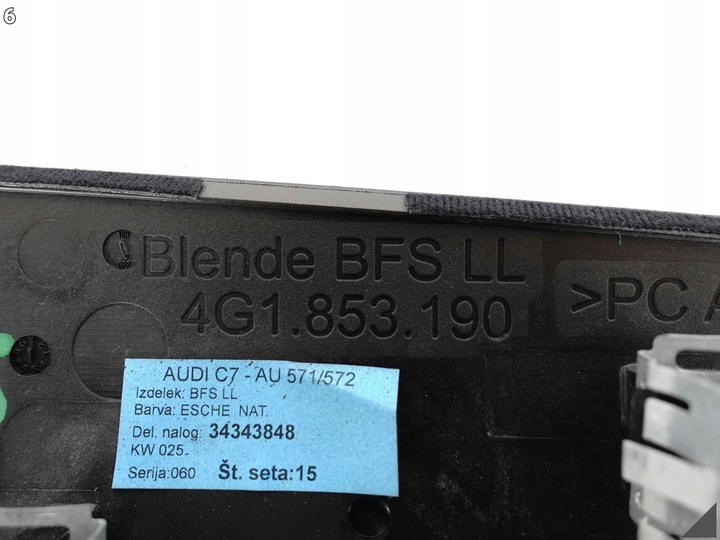 6
Blende BFS LL
4G1.853.190
>PC A
AUDI C7 - AU 571/572
Izdelek: BFS LL
Barva: ESCHE NAT.
Del. nalog: 34343848
KW 025
Serija:060 Št. seta:15